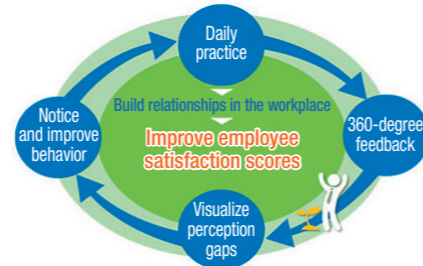 Daily
practice
Build relationships in the workplace
Improve employee
satisfaction scores
360-degree
feedback
Visualize
perception
gaps
Notice
and improve
behavior